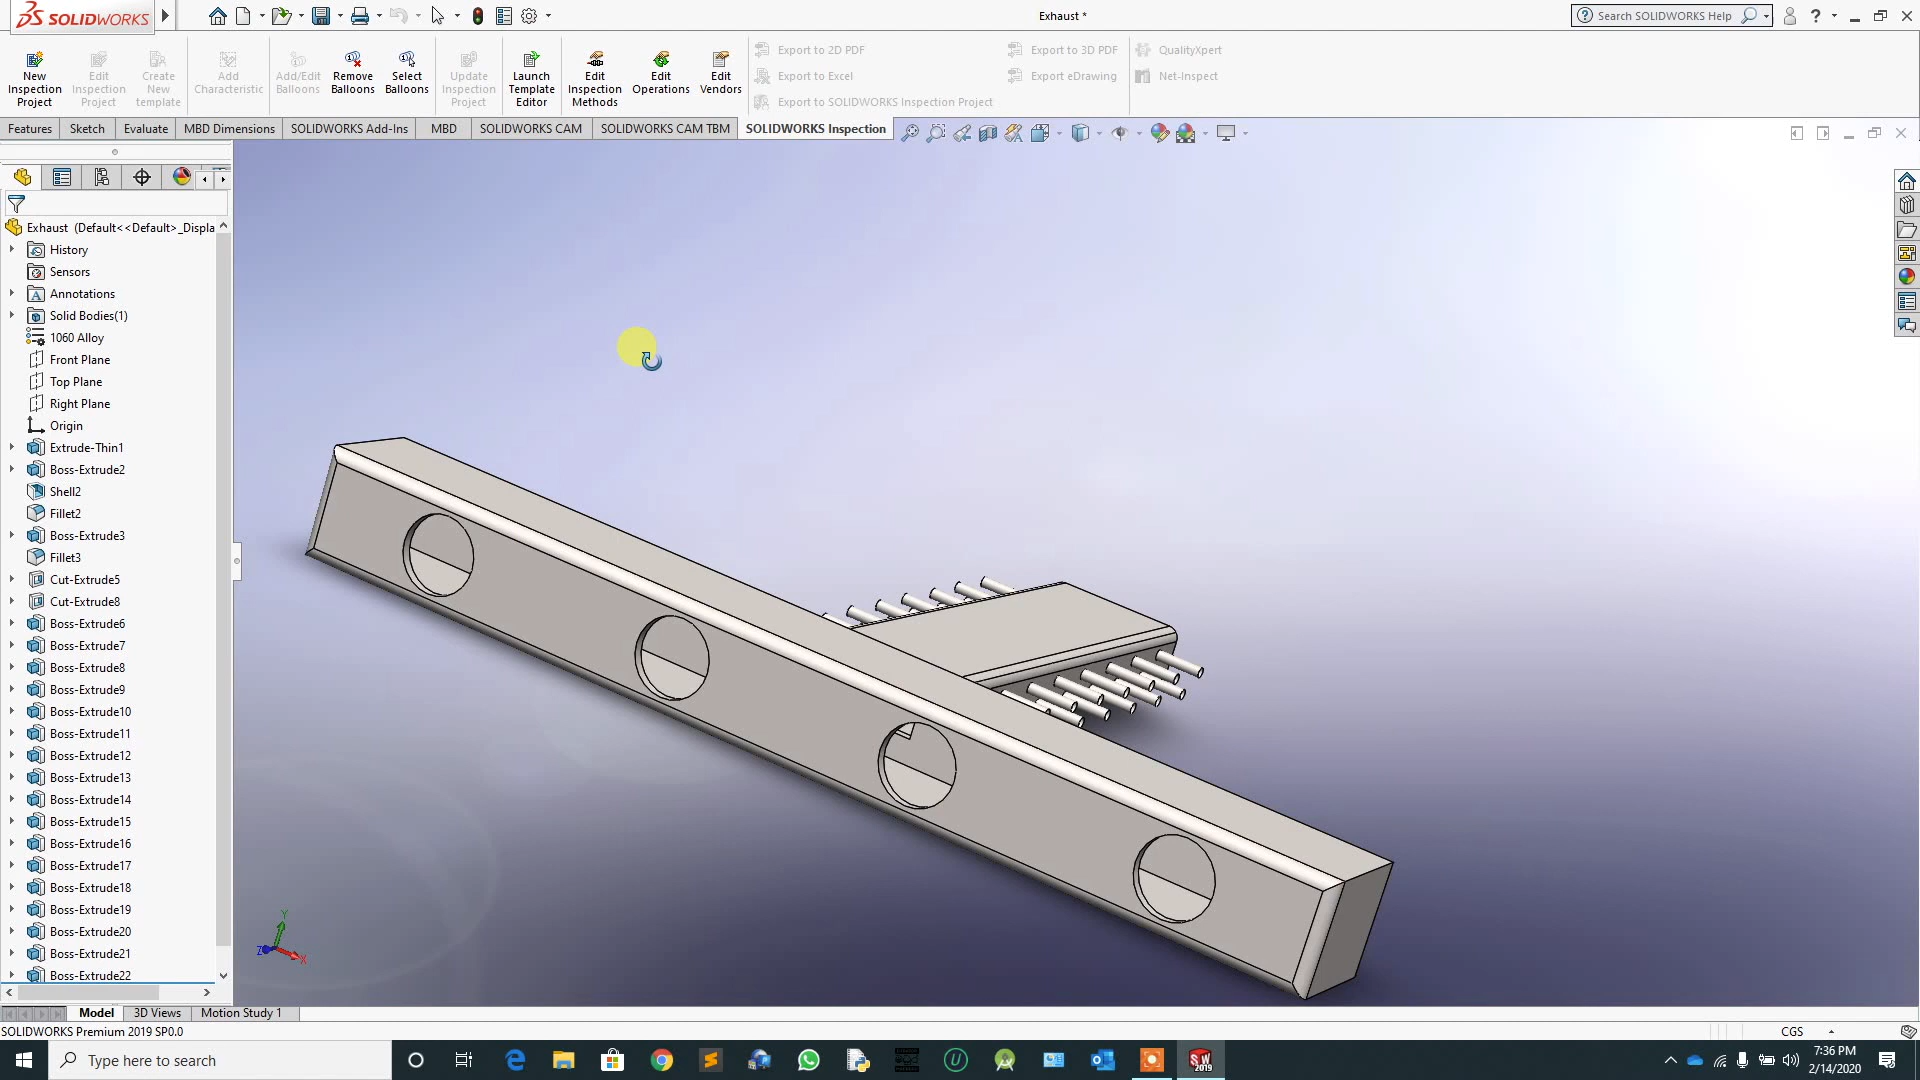 SOLIDWORKS
Exhaust *
Search SOLIDWORKS Help
New Inspection Project
Edit Inspection Project
Create New template
Add Characteristic
Add/Edit Balloons
Remove Balloons
Select Balloons
Update Inspection Project
Launch Template Editor
Edit Inspection Methods
Edit Operations
Edit Vendors
Export to 2D PDF
Export to Excel
Export to SOLIDWORKS Inspection Project
Export to 3D PDF
Export eDrawing
QualityXpert
Net-Inspect
Features
Sketch
Evaluate
MBD Dimensions
SOLIDWORKS Add-Ins
MBD
SOLIDWORKS CAM
SOLIDWORKS CAM TBM
SOLIDWORKS Inspection
Exhaust (Default<<Default>_Displa
History
Sensors
Annotations
Solid Bodies(1)
1060 Alloy
Front Plane
Top Plane
Right Plane
Origin
Extrude-Thin1
Boss-Extrude2
Shell2
Fillet2
Boss-Extrude3
Fillet3
Cut-Extrude5
Cut-Extrude8
Boss-Extrude6
Boss-Extrude7
Boss-Extrude8
Boss-Extrude9
Boss-Extrude10
Boss-Extrude11
Boss-Extrude12
Boss-Extrude13
Boss-Extrude14
Boss-Extrude15
Boss-Extrude16
Boss-Extrude17
Boss-Extrude18
Boss-Extrude19
Boss-Extrude20
Boss-Extrude21
Boss-Extrude22
Y
Z
X
Model
3D Views
Motion Study 1
SOLIDWORKS Premium 2019 SP0.0
CGS
Type here to search
7:36 PM
2/14/2020